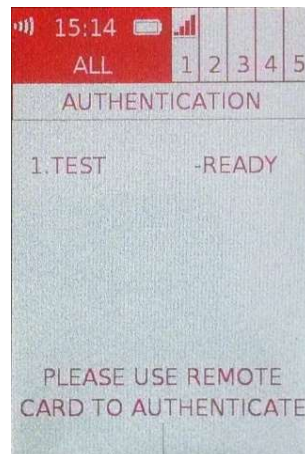 15:14
ALL 1 2 3 4 5
AUTHENTICATION
1.TEST -READY
PLEASE USE REMOTE
CARD TO AUTHENTICATE